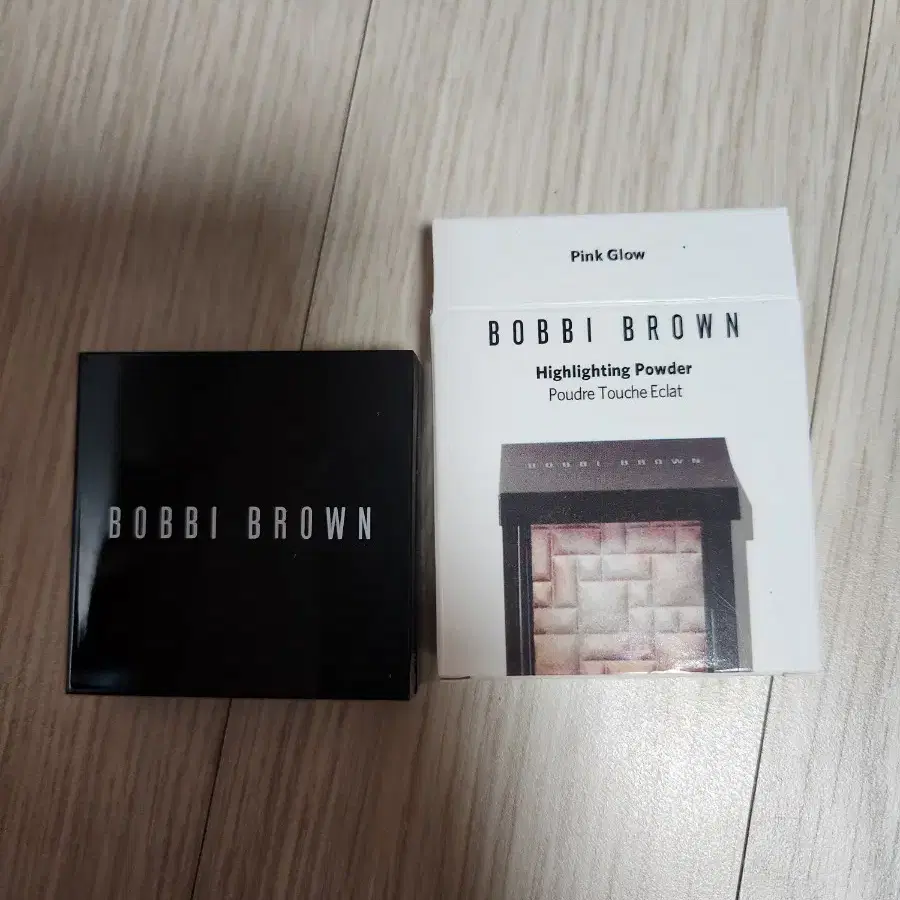 BOBBI BROWN
Pink Glow
BOBBI BROWN
Highlighting Powder
Poudre Touche Eclat
BOBBI BROWN